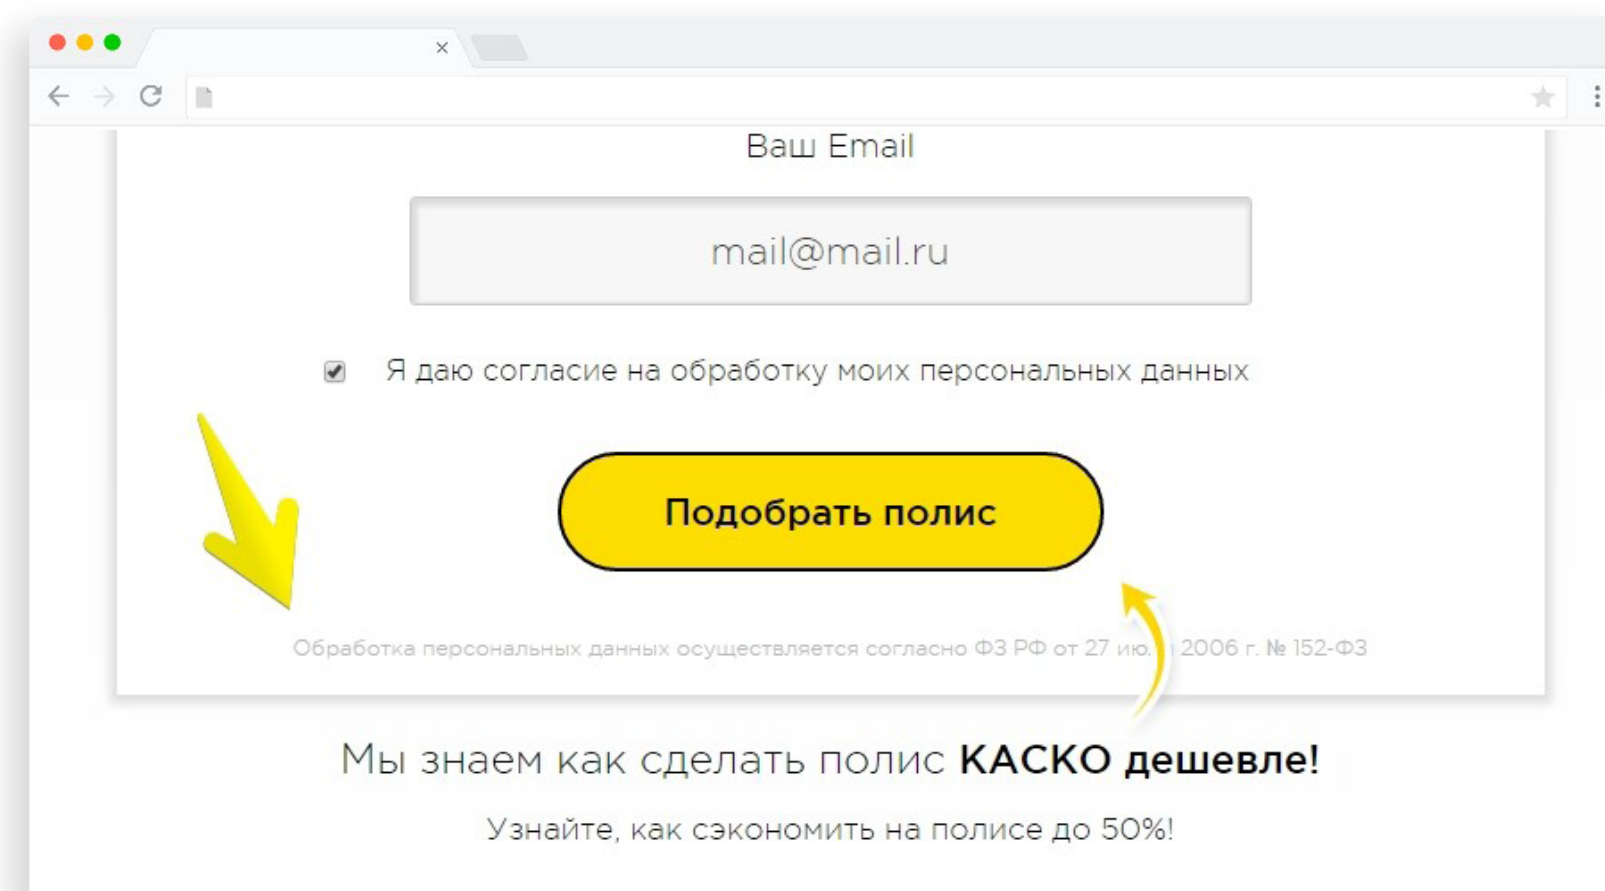 Ваш Email
mail@mail.ru
Я даю согласие на обработку моих персональных данных
Подобрать полис
Обработка персональных данных осуществляется согласно ФЗ РФ от 27 2006 г. № 152-ФЗ
Мы знаем как сделать полис КАСКО дешевле!
Узнайте, как сэкономить на полисе до 50%!